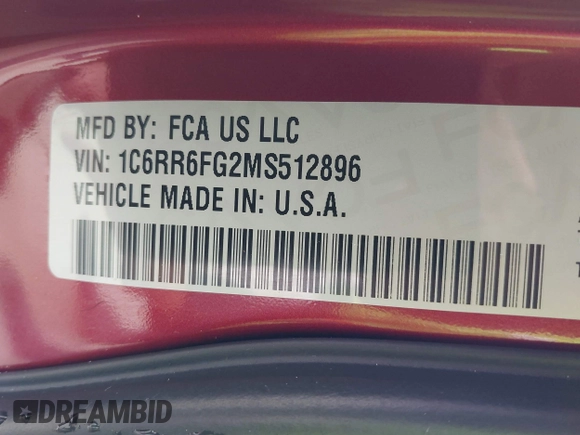 MFD BY: FCA US LLC
VIN: 1C6RR6FG2MS512896
VEHICLE MADE IN: U.S.A.
DREAMBID